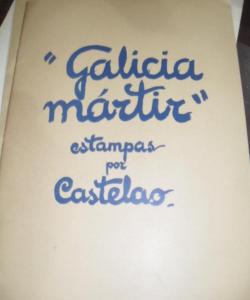 "Galicia
mártir"
estampas
por
Castelao.